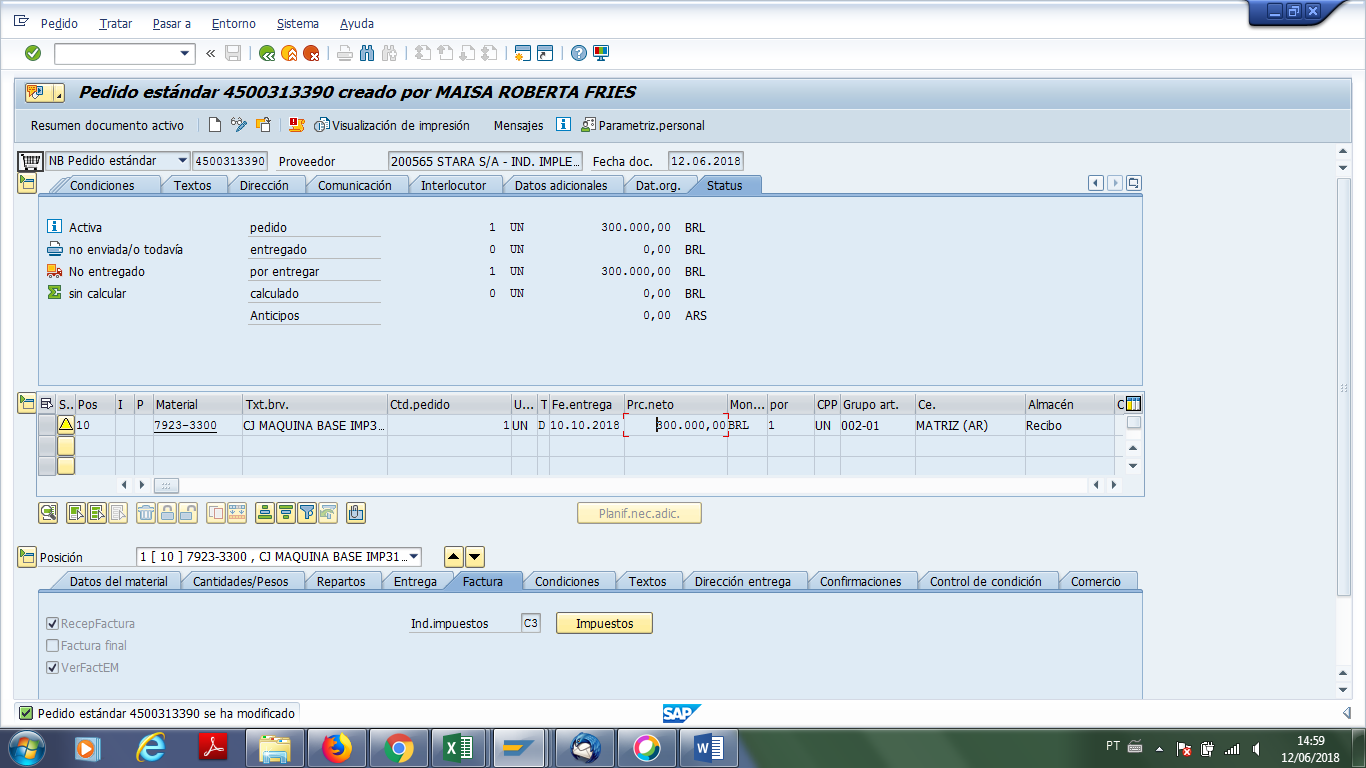 Pedido Tratar Pasar a Entorno Sistema Ayuda
Pedido estándar 4500313390 creado por MAISA ROBERTA FRIES
Resumen documento activo Visualización de impresión Mensajes Parametriz.personal
NB Pedido estándar 4500313390 Proveedor 200565 STARA S/A - IND. IMPLE... Fecha doc. 12.06.2018
Condiciones Textos Dirección Comunicación Interlocutor Datos adicionales Dat.org. Status
Activa pedido 1 UN 300.000,00 BRL
no enviada/o todavía entregado 0 UN 0,00 BRL
No entregado por entregar 1 UN 300.000,00 BRL
sin calcular calculado 0 UN 0,00 BRL
Anticipos 0,00 ARS
S.. Pos I P Material Txt.brv. Ctd.pedido U... T Fe.entrega Prc.neto Mon... por CPP Grupo art. Ce. Almacén C
10 7923-3300 CJ MAQUINA BASE IMP3... 1 UN D 10.10.2018 300.000,00 BRL 1 UN 002-01 MATRIZ (AR) Recibo
Planif.nec.adic.
Posición 1 [ 10 ] 7923-3300 , CJ MAQUINA BASE IMP31...
Datos del material Cantidades/Pesos Repartos Entrega Factura Condiciones Textos Dirección entrega Confirmaciones Control de condición Comercio
RecepFactura Ind.impuestos C3 Impuestos
Factura final
VerFactEM
Pedido estándar 4500313390 se ha modificado SAP
PT 14:59
12/06/2018